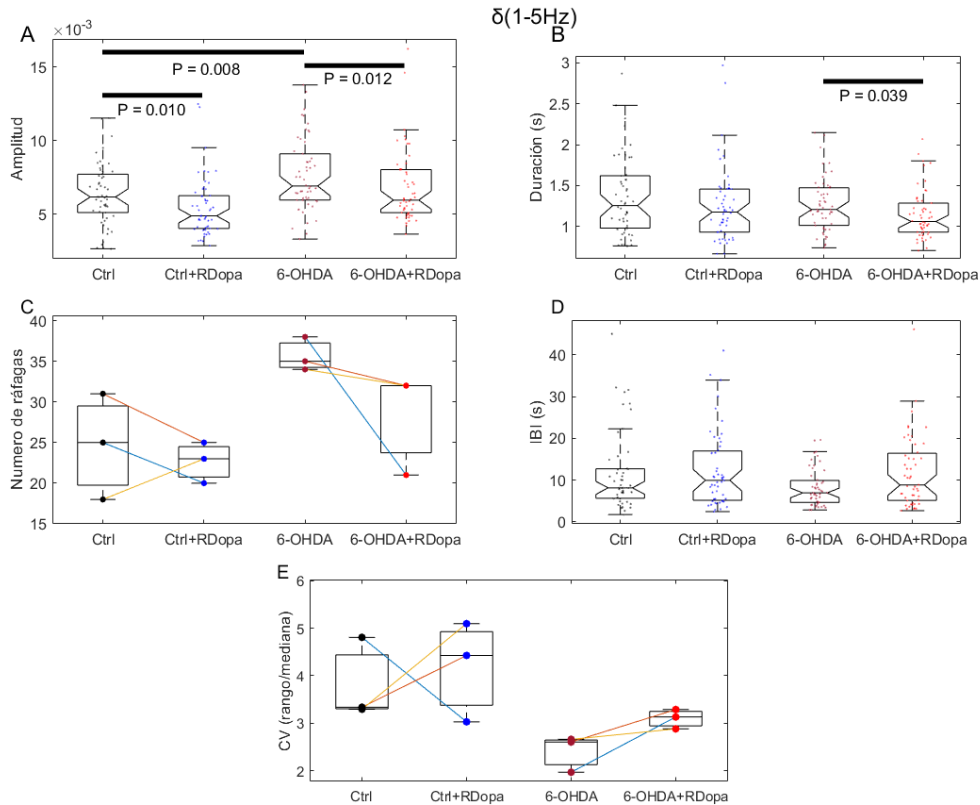 δ(1-5Hz)
A
×10⁻³
15
10
5
Amplitud
P = 0.008
P = 0.012
P = 0.010
Ctrl
Ctrl+RDopa
6-OHDA
6-OHDA+RDopa
B
3
2.5
2
1.5
1
Duración (s)
P = 0.039
Ctrl
Ctrl+RDopa
6-OHDA
6-OHDA+RDopa
C
40
35
30
25
20
15
Numero de ráfagas
Ctrl
Ctrl+RDopa
6-OHDA
6-OHDA+RDopa
D
40
30
20
10
0
IBI (s)
Ctrl
Ctrl+RDopa
6-OHDA
6-OHDA+RDopa
E
6
5
4
3
2
CV (rango/mediana)
Ctrl
Ctrl+RDopa
6-OHDA
6-OHDA+RDopa